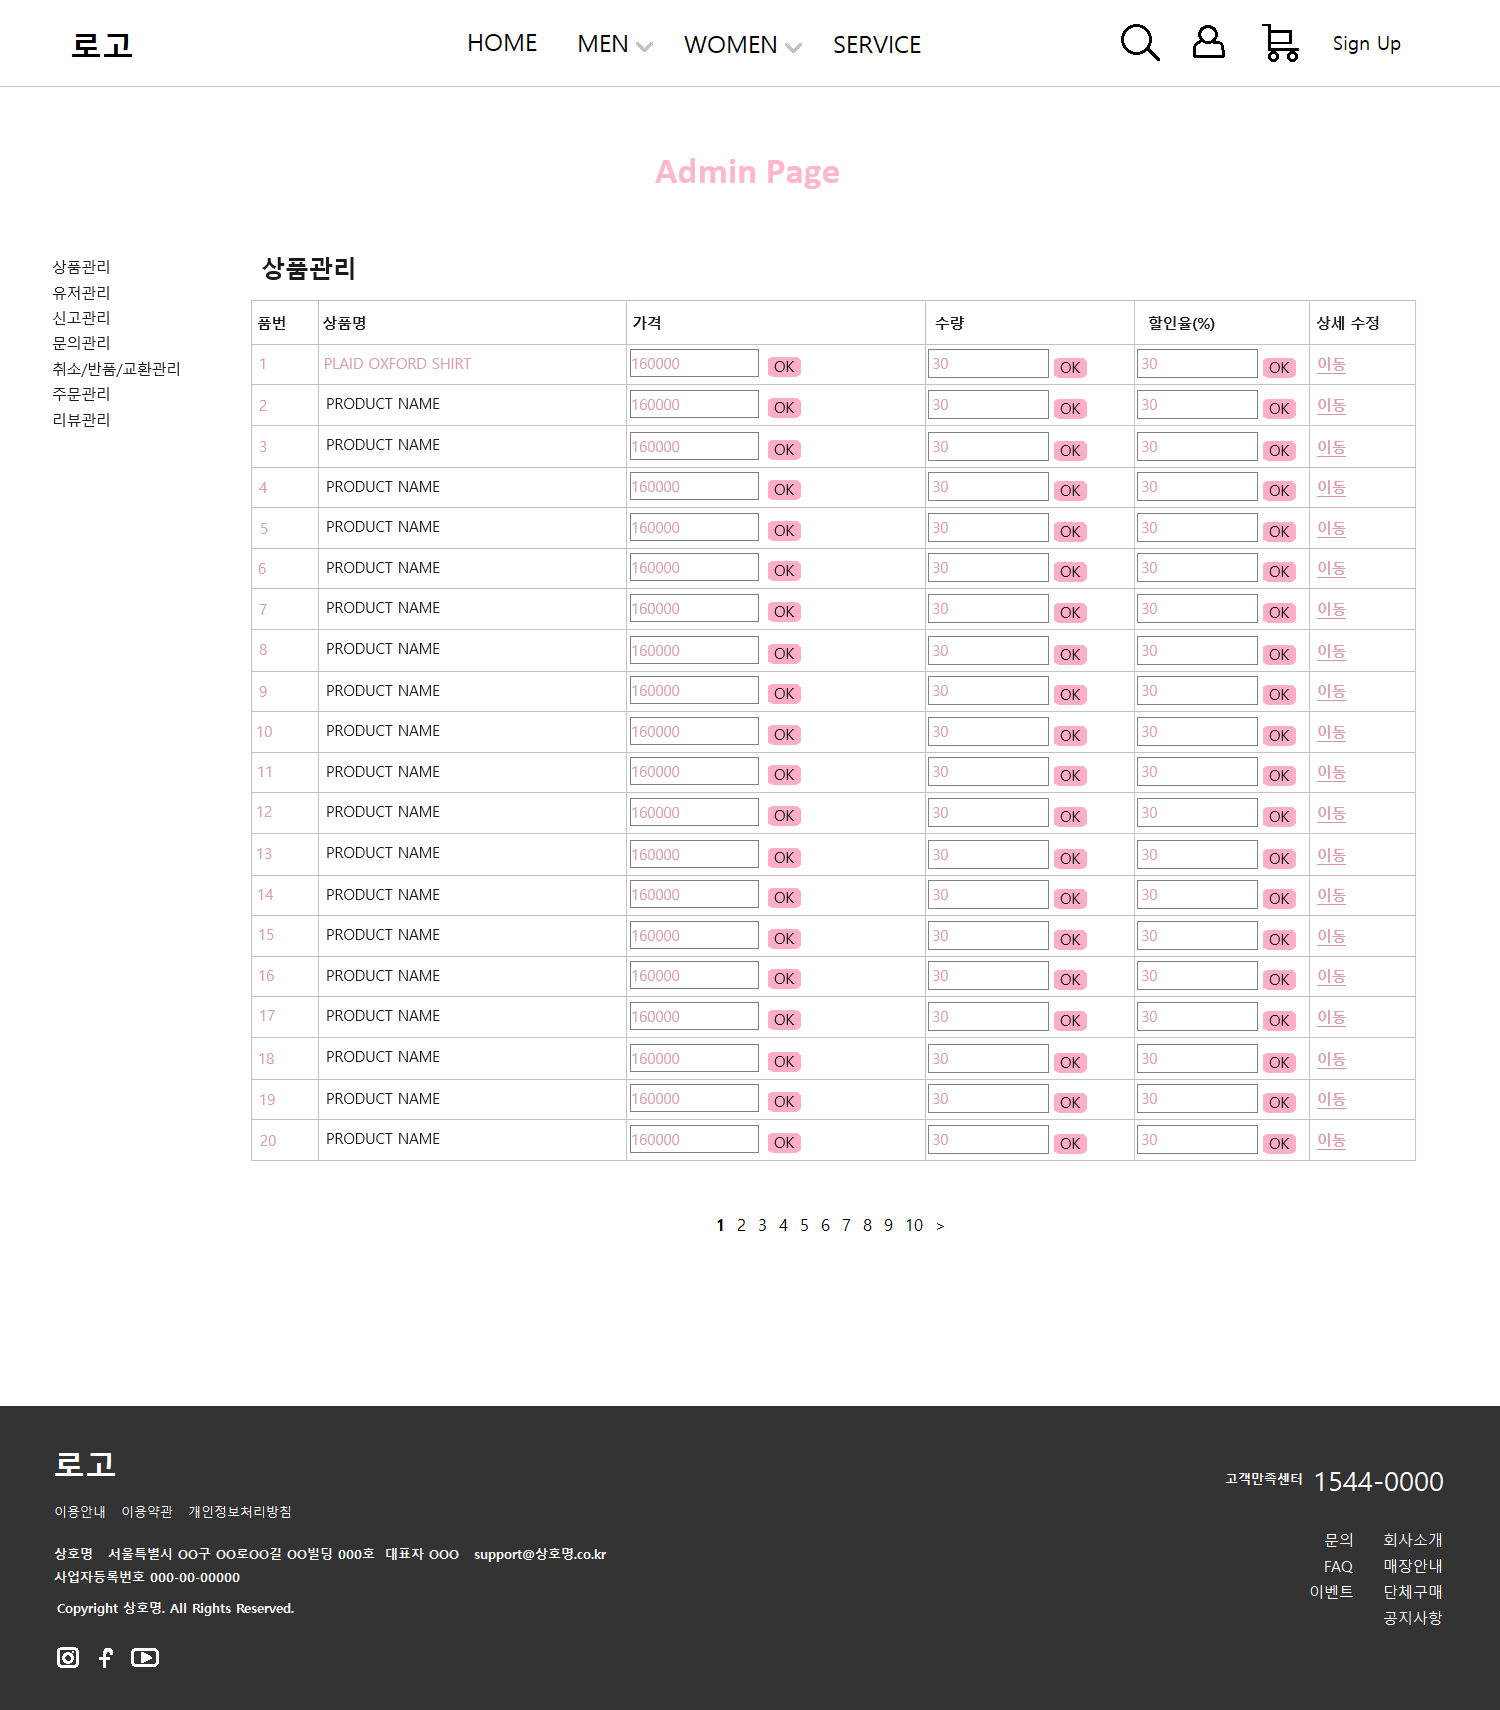 로고 HOME MEN WOMEN SERVICE Sign Up
Admin Page
상품관리
유저관리
신고관리
문의관리
취소/반품/교환관리
주문관리
리뷰관리
상품관리
품번 상품명 가격 수량 할인율(%) 상세 수정
1 PLAID OXFORD SHIRT 160000 OK 30 OK 30 OK 이동
2 PRODUCT NAME 160000 OK 30 OK 30 OK 이동
3 PRODUCT NAME 160000 OK 30 OK 30 OK 이동
4 PRODUCT NAME 160000 OK 30 OK 30 OK 이동
5 PRODUCT NAME 160000 OK 30 OK 30 OK 이동
6 PRODUCT NAME 160000 OK 30 OK 30 OK 이동
7 PRODUCT NAME 160000 OK 30 OK 30 OK 이동
8 PRODUCT NAME 160000 OK 30 OK 30 OK 이동
9 PRODUCT NAME 160000 OK 30 OK 30 OK 이동
10 PRODUCT NAME 160000 OK 30 OK 30 OK 이동
11 PRODUCT NAME 160000 OK 30 OK 30 OK 이동
12 PRODUCT NAME 160000 OK 30 OK 30 OK 이동
13 PRODUCT NAME 160000 OK 30 OK 30 OK 이동
14 PRODUCT NAME 160000 OK 30 OK 30 OK 이동
15 PRODUCT NAME 160000 OK 30 OK 30 OK 이동
16 PRODUCT NAME 160000 OK 30 OK 30 OK 이동
17 PRODUCT NAME 160000 OK 30 OK 30 OK 이동
18 PRODUCT NAME 160000 OK 30 OK 30 OK 이동
19 PRODUCT NAME 160000 OK 30 OK 30 OK 이동
20 PRODUCT NAME 160000 OK 30 OK 30 OK 이동
1 2 3 4 5 6 7 8 9 10 >
로고
이용안내 이용약관 개인정보처리방침
상호명 서울특별시 OO구 OO로OO길 OO빌딩 000호 대표자 OOO support@상호명.co.kr
사업자등록번호 000-00-00000
Copyright 상호명. All Rights Reserved.
고객만족센터 1544-0000
문의 회사소개
FAQ 매장안내
이벤트 단체구매
공지사항